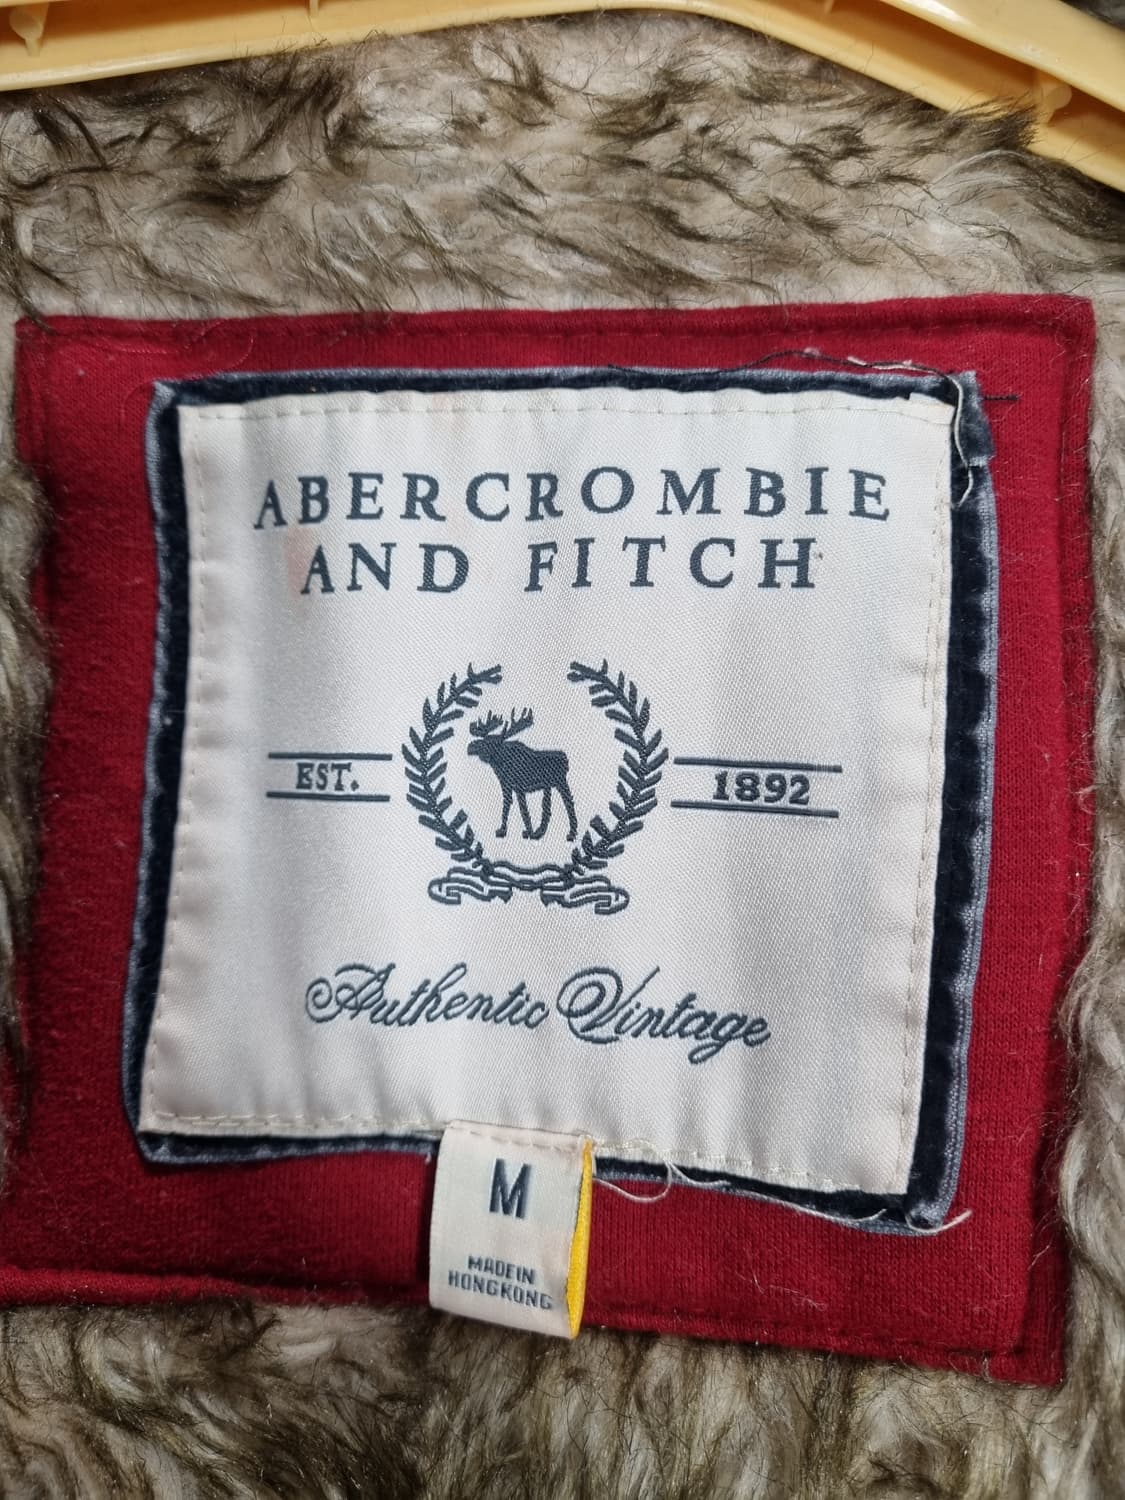 ABERCROMBIE
AND FITCH
EST. 1892
Authentic Vintage
M
MADE IN
HONGKONG